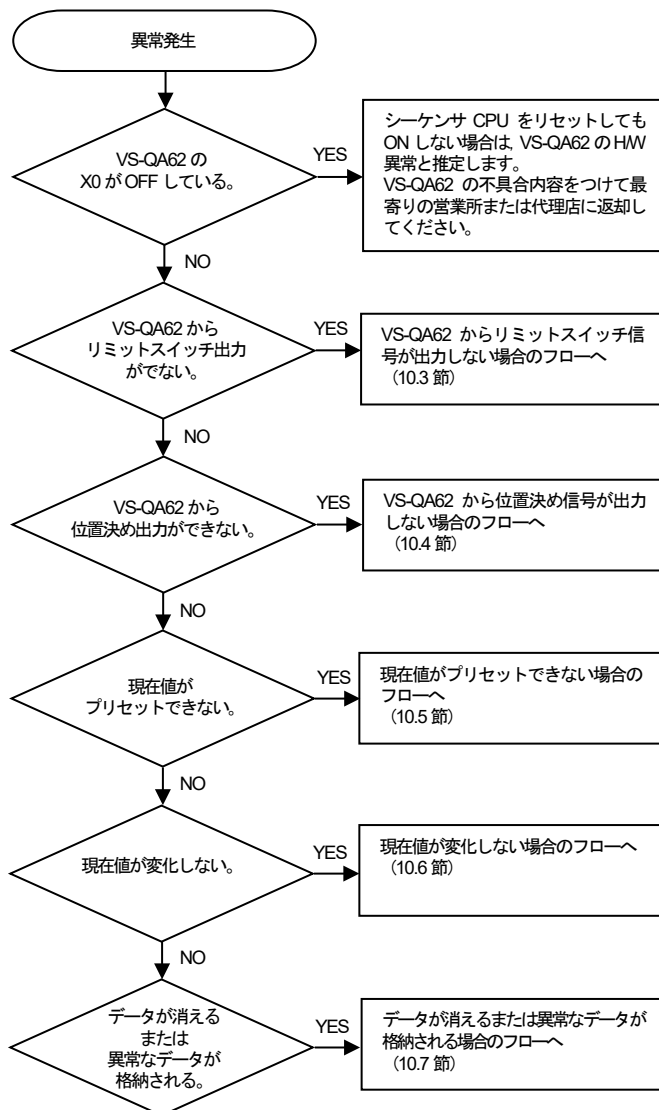 異常発生
VS-QA62 の
X0 が OFF している。
YES
シーケンサ CPU をリセットしても
ON しない場合は, VS-QA62 の H/W
異常と推定します。
VS-QA62 の不具合内容をつけて最
寄りの営業所または代理店に返却し
てください。
NO
VS-QA62 から
リミットスイッチ出力
がでない。
YES
VS-QA62 からリミットスイッチ信
号が出力しない場合のフローへ
(10.3 節)
NO
VS-QA62 から
位置決め出力ができない。
YES
VS-QA62 から位置決め信号が出力
しない場合のフローへ
(10.4 節)
NO
現在値が
プリセットできない。
YES
現在値がプリセットできない場合の
フローへ
(10.5 節)
NO
現在値が変化しない。
YES
現在値が変化しない場合のフローへ
(10.6 節)
NO
データが消える
または
異常なデータが
格納される。
YES
データが消えるまたは異常なデータが
格納される場合のフローへ
(10.7 節)